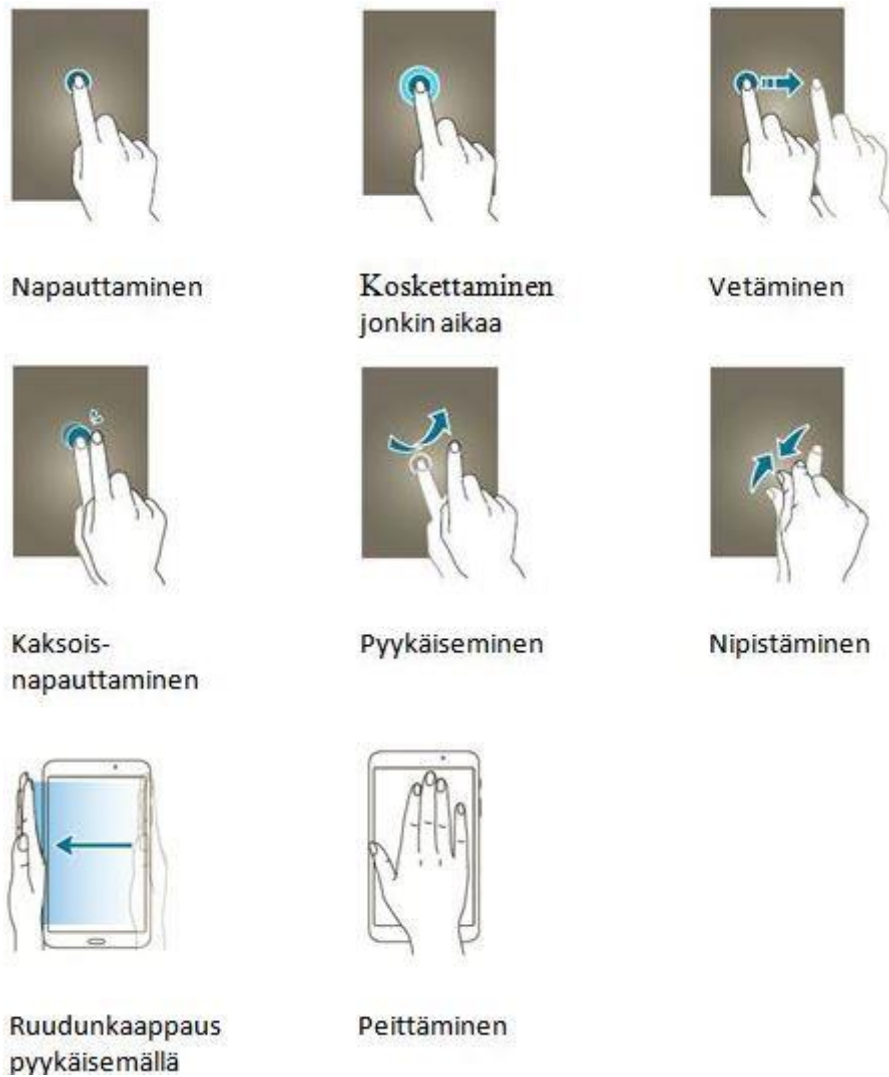 Napauttaminen
Koskettaminen
jonkin aikaa
Vetäminen
Kaksois-
napauttaminen
Pyykäiseminen
Nipistäminen
Ruudunkaappaus
pyykäisemällä
Peittäminen